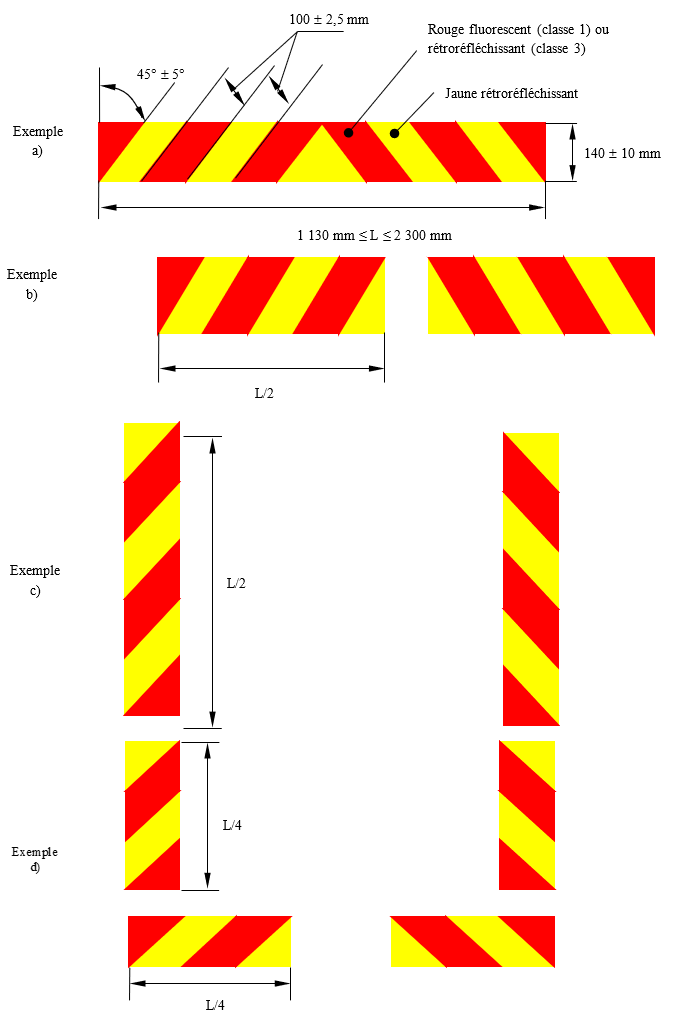 100 ± 2,5 mm
Rouge fluorescent (classe 1) ou
rétroréfléchissant (classe 3)
45° ± 5°
Jaune rétroréfléchissant
Exemple
a)
140 ± 10 mm
1 130 mm ≤ L ≤ 2 300 mm
Exemple
b)
L/2
Exemple
c)
L/2
L/4
Exemple
d)
L/4